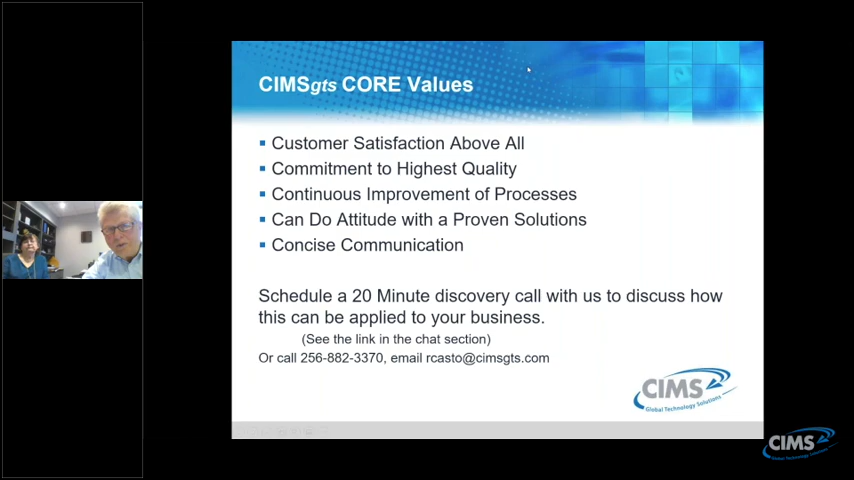 CIMSgts CORE Values
Customer Satisfaction Above All
Commitment to Highest Quality
Continuous Improvement of Processes
Can Do Attitude with a Proven Solutions
Concise Communication
Schedule a 20 Minute discovery call with us to discuss how
this can be applied to your business.
(See the link in the chat section)
Or call 256-882-3370, email rcasto@cimsgts.com
CIMS
Global Technology Solutions
CIMS
Global Technology Solutions